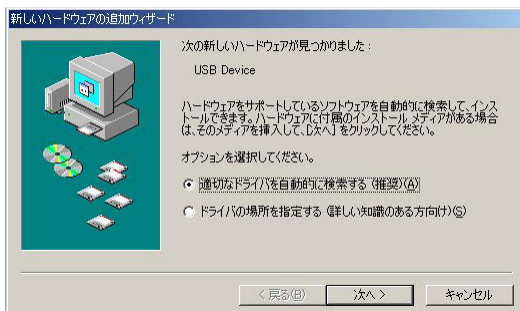 新しいハードウェアの追加ウィザード
次の新しいハードウェアが見つかりました:
USB Device
ハードウェアをサポートしているソフトウェアを自動的に検索して、インス
トールできます。ハードウェアに付属のインストール メディアがある場合
は、そのメディアを挿入して、[次へ] をクリックしてください。
オプションを選択してください。
適切なドライバを自動的に検索する (推奨)(A)
ドライバの場所を指定する (詳しい知識のある方向け)(S)
< 戻る(B)
次へ >
キャンセル